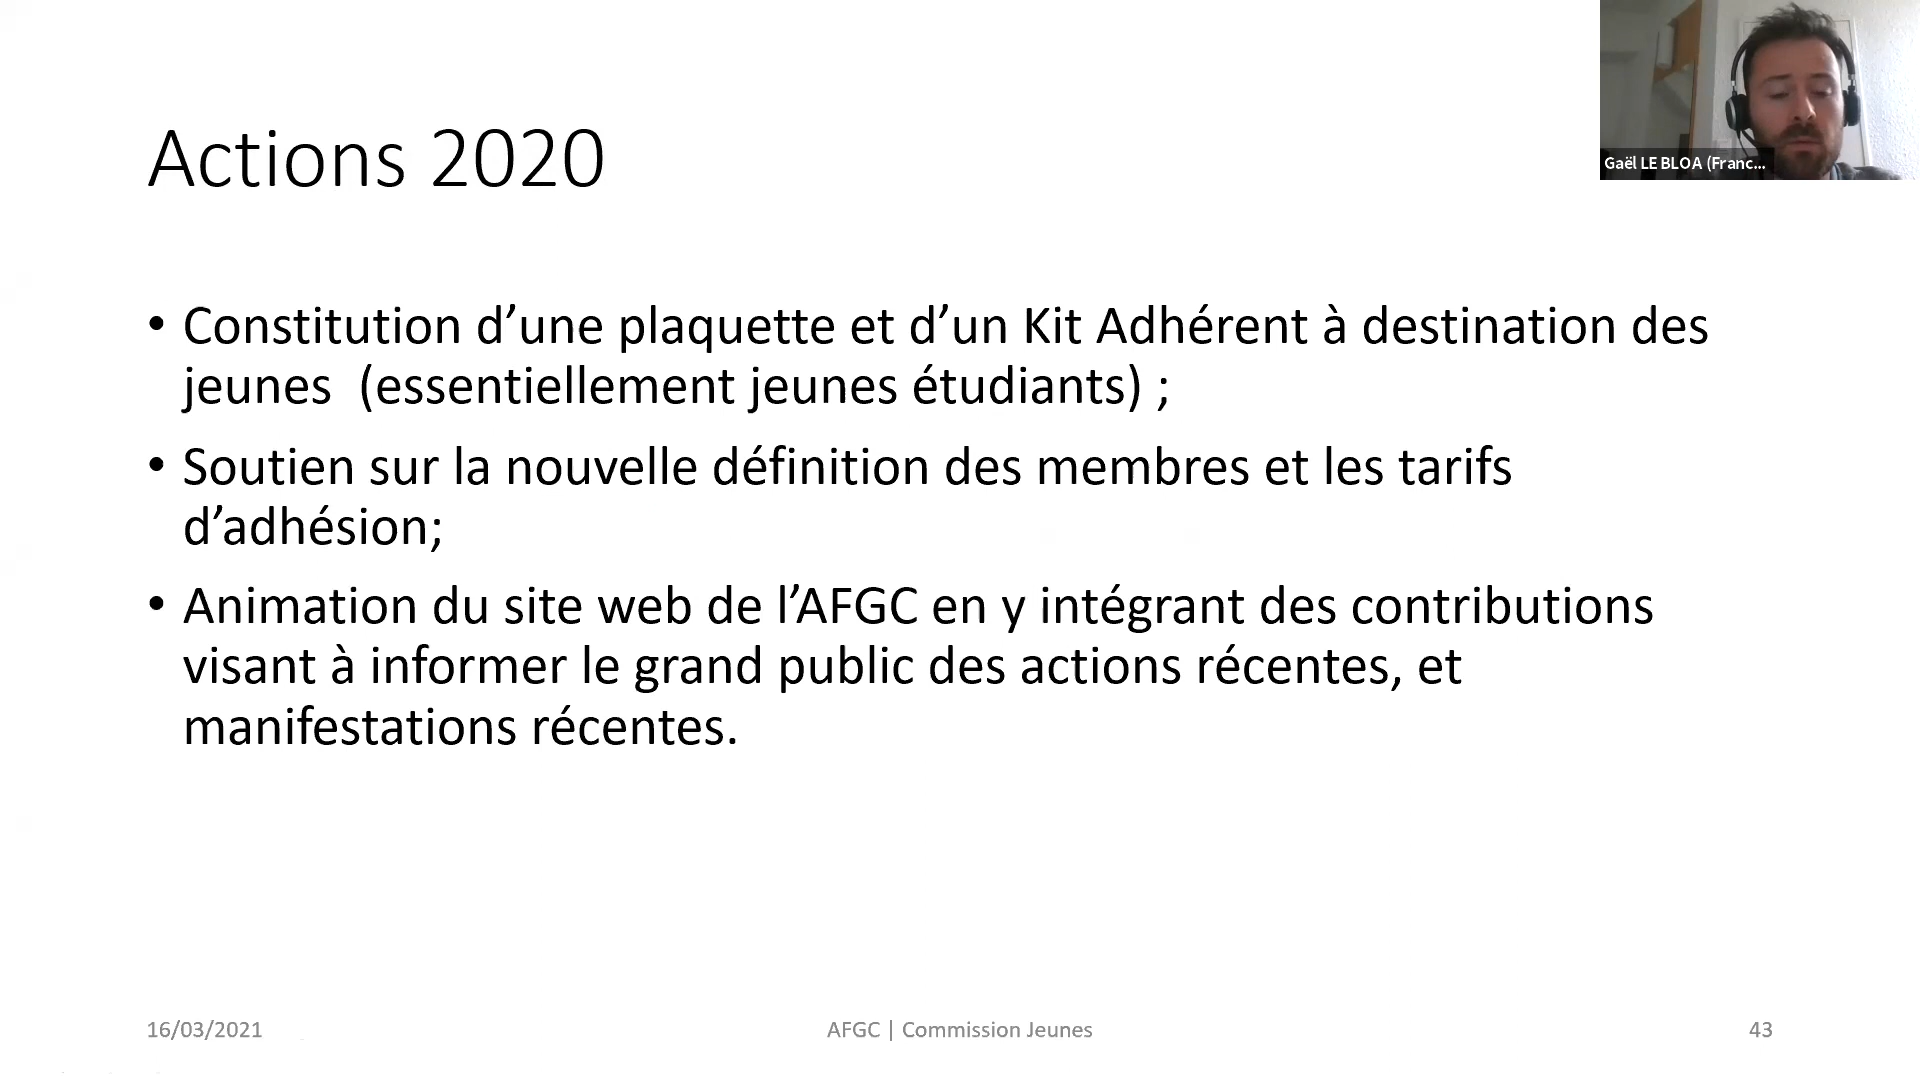 Gaël LE BLOA (Franc...
Actions 2020
• Constitution d’une plaquette et d’un Kit Adhérent à destination des
jeunes  (essentiellement jeunes étudiants) ;
• Soutien sur la nouvelle définition des membres et les tarifs
d’adhésion;
• Animation du site web de l’AFGC en y intégrant des contributions
visant à informer le grand public des actions récentes, et
manifestations récentes.
16/03/2021
AFGC | Commission Jeunes
43